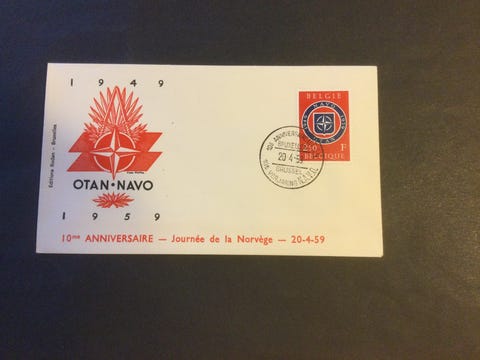 1949
Editions Rodan - Bruxelles
OTAN•NAVO
1959
10me ANNIVERSAIRE — Journée de la Norvège — 20-4-59
BELGIE
NAVO
2.50 F
BELGIQUE
20-4-59